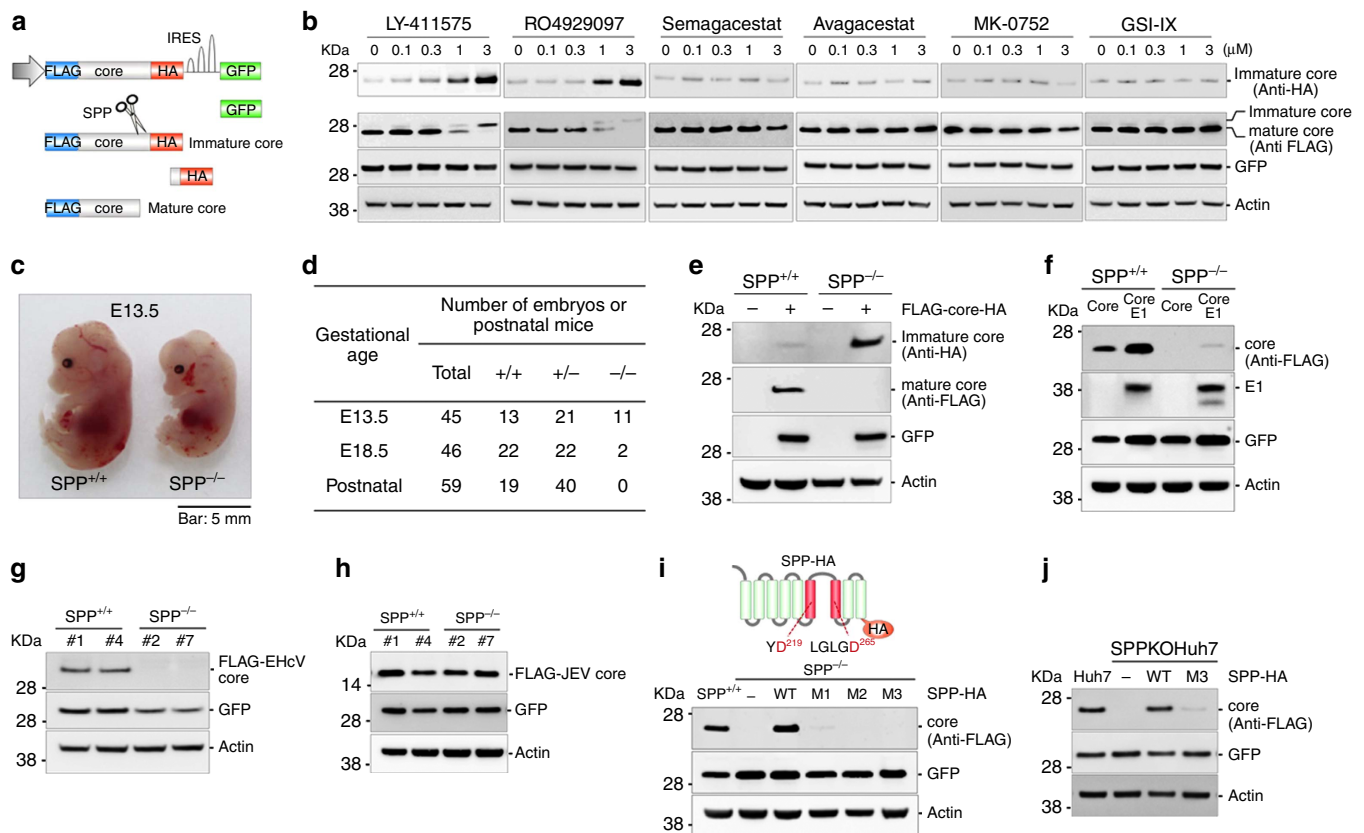 a
IRES
FLAG core HA GFP
SPP
GFP
FLAG core HA Immature core
HA
FLAG core Mature core
b
LY-411575 RO4929097 Semagacestat Avagacestat MK-0752 GSI-IX
KDa 0 0.1 0.3 1 3 0 0.1 0.3 1 3 0 0.1 0.3 1 3 0 0.1 0.3 1 3 0 0.1 0.3 1 3 0 0.1 0.3 1 3 (μM)
28 Immature core
(Anti-HA)
Immature core
28 mature core
(Anti FLAG)
28 GFP
38 Actin
c
E13.5
SPP+/+ SPP−/−
Bar: 5 mm
d
Number of embryos or
postnatal mice
Gestational
age
Total +/+ +/− −/−
E13.5 45 13 21 11
E18.5 46 22 22 2
Postnatal 59 19 40 0
e
SPP+/+ SPP−/−
KDa − + − + FLAG-core-HA
28 Immature core
(Anti-HA)
28 mature core
(Anti-FLAG)
28 GFP
38 Actin
f
SPP+/+ SPP−/−
KDa Core Core E1 Core Core E1
28 core
(Anti-FLAG)
38 E1
28 GFP
38 Actin
g
SPP+/+ SPP−/−
KDa #1 #4 #2 #7
FLAG-EHcV
core
28
GFP
28
Actin
38
h
SPP+/+ SPP−/−
KDa #1 #4 #2 #7
FLAG-JEV core
14
GFP
28
Actin
38
i
SPP-HA
HA
YD219 LGLGD265
SPP−/−
KDa SPP+/+ − WT M1 M2 M3 SPP-HA
28 core
(Anti-FLAG)
28 GFP
38 Actin
j
SPPKOHuh7
KDa Huh7 − WT M3 SPP-HA
28 core
(Anti-FLAG)
28 GFP
38 Actin